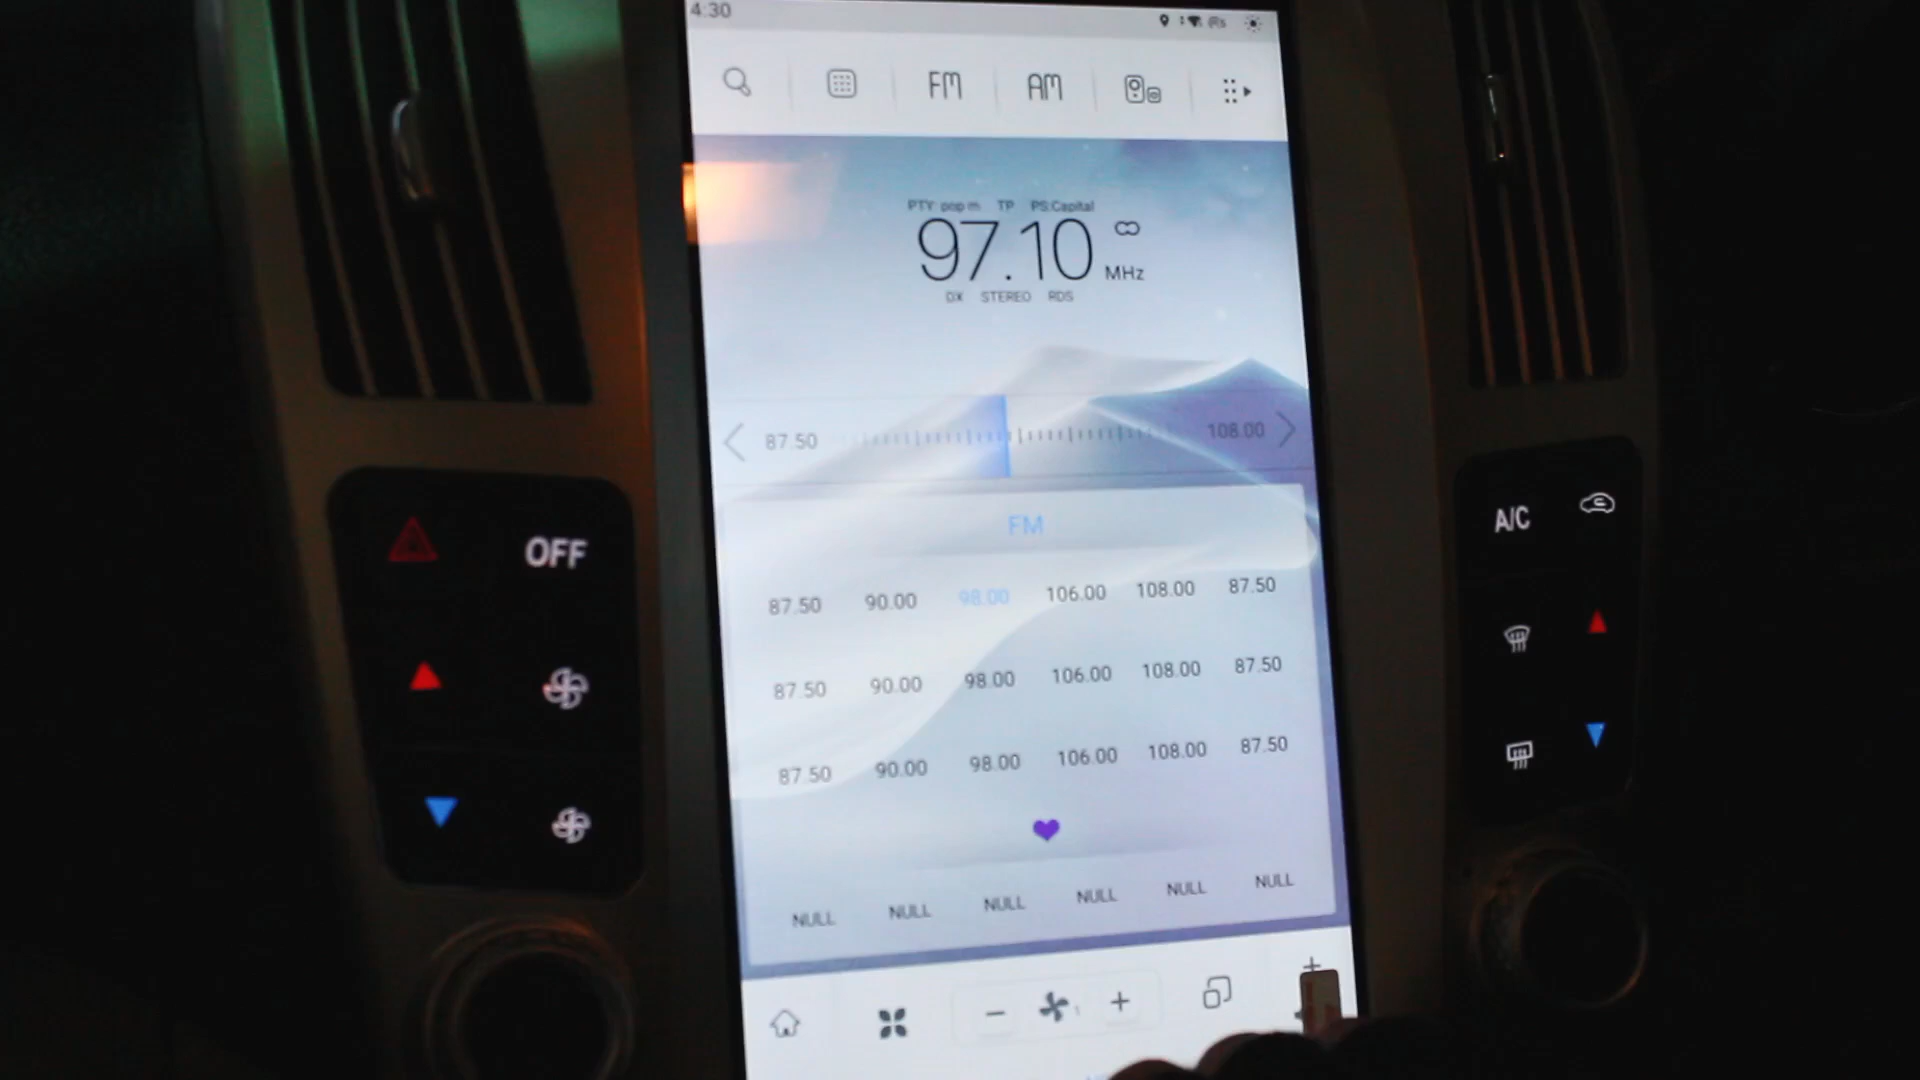 4:30
FM AM
PTY: pop m TP PS:Capital
97.10 MHz
DX STEREO RDS
87.50 108.00
FM
87.50 90.00 98.00 106.00 108.00 87.50
87.50 90.00 98.00 106.00 108.00 87.50
87.50 90.00 98.00 106.00 108.00 87.50
NULL NULL NULL NULL NULL NULL
− 1 +
+
OFF
A/C